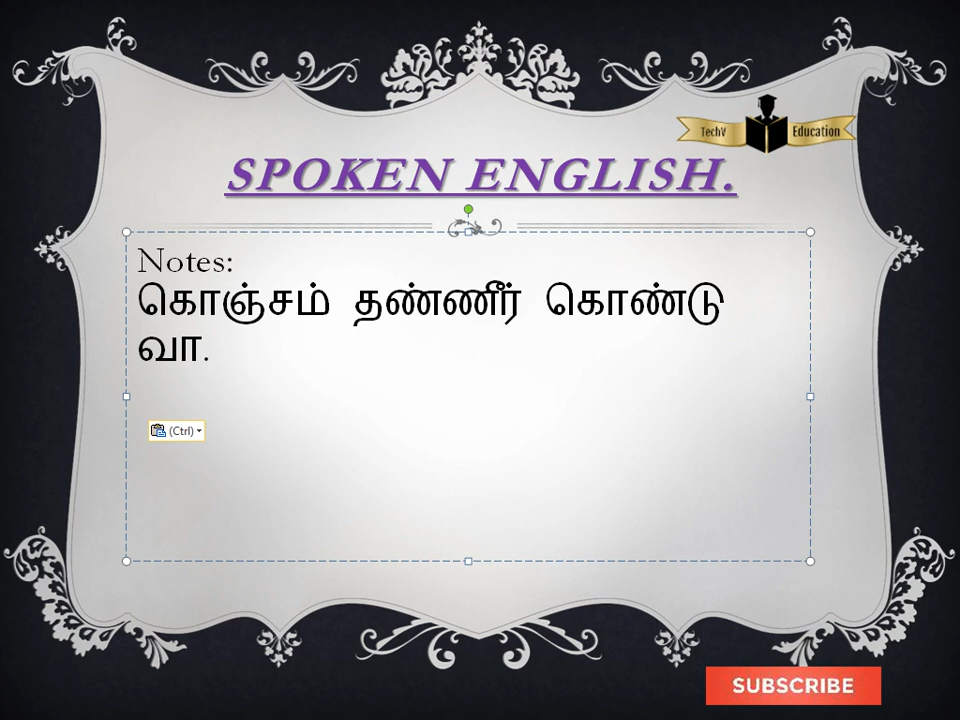 TechV Education
SPOKEN ENGLISH.
Notes:
கொஞ்சம் தண்ணீர் கொண்டு
வா.
(Ctrl)
SUBSCRIBE